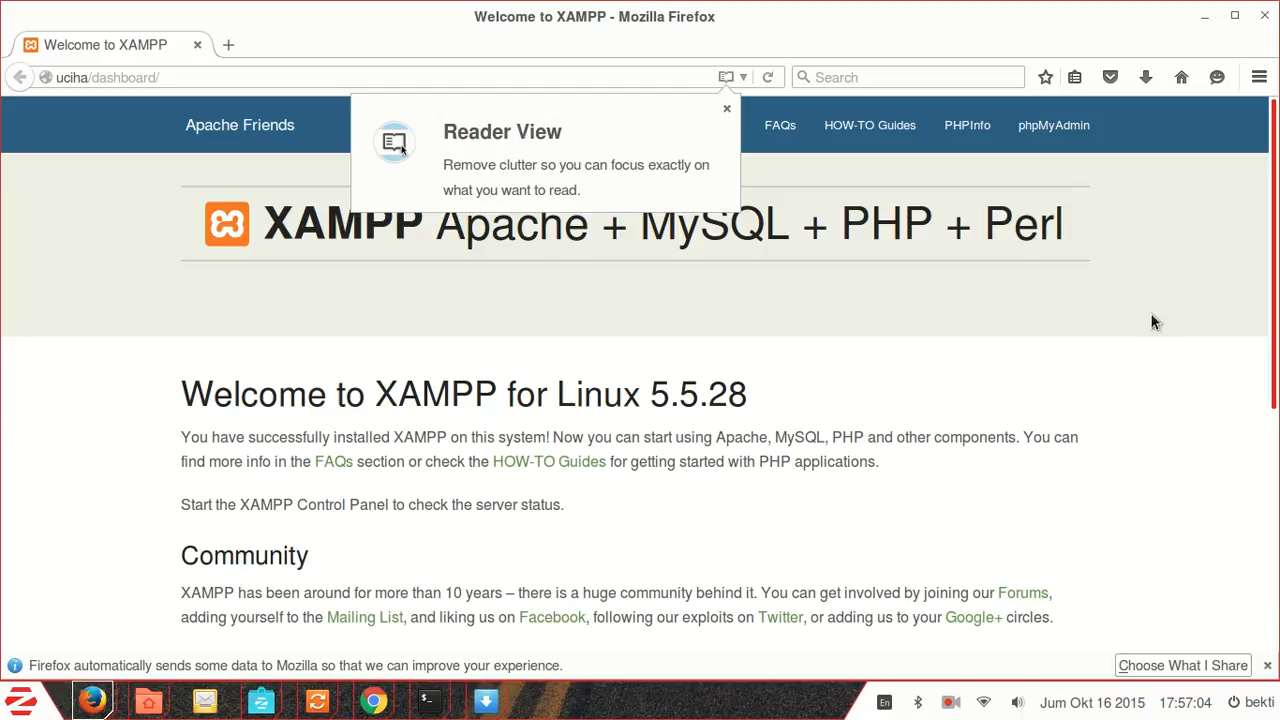 Welcome to XAMPP - Mozilla Firefox
Welcome to XAMPP
uciha/dashboard/
Search
Apache Friends
FAQs
HOW-TO Guides
PHPInfo
phpMyAdmin
Reader View
Remove clutter so you can focus exactly on
what you want to read.
XAMPP Apache + MySQL + PHP + Perl
Welcome to XAMPP for Linux 5.5.28
You have successfully installed XAMPP on this system! Now you can start using Apache, MySQL, PHP and other components. You can
find more info in the FAQs section or check the HOW-TO Guides for getting started with PHP applications.
Start the XAMPP Control Panel to check the server status.
Community
XAMPP has been around for more than 10 years – there is a huge community behind it. You can get involved by joining our Forums,
adding yourself to the Mailing List, and liking us on Facebook, following our exploits on Twitter, or adding us to your Google+ circles.
Firefox automatically sends some data to Mozilla so that we can improve your experience.
Choose What I Share
En
Jum Okt 16 2015
17:57:04
bekti